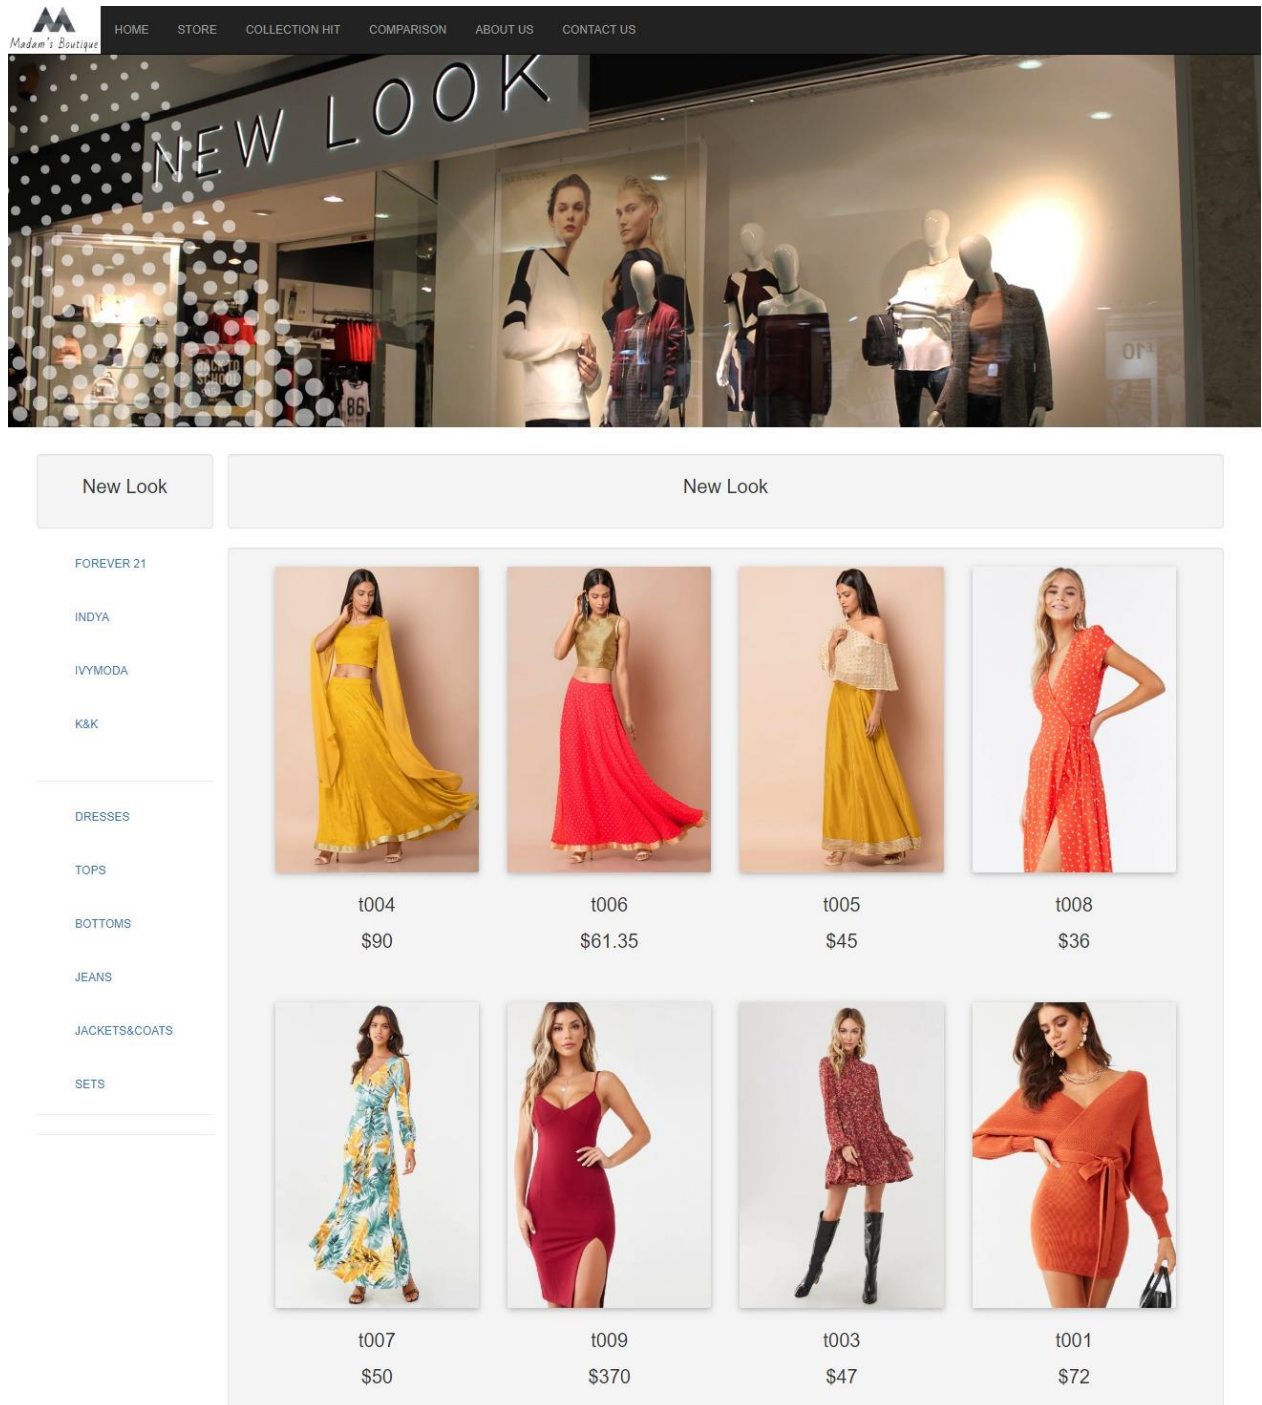 Madam's Boutique
HOME STORE COLLECTION HIT COMPARISON ABOUT US CONTACT US
NEW LOOK
BACK TO
SCHOOL
86
£10
New Look
New Look
FOREVER 21
INDYA
IVYMODA
K&K
DRESSES
TOPS
BOTTOMS
JEANS
JACKETS&COATS
SETS
t004 t006 t005 t008
$90 $61.35 $45 $36
t007 t009 t003 t001
$50 $370 $47 $72